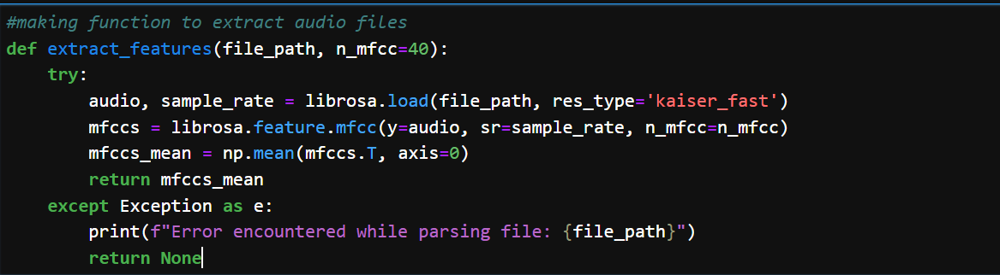 #making function to extract audio files
def extract_features(file_path, n_mfcc=40):
    try:
        audio, sample_rate = librosa.load(file_path, res_type='kaiser_fast')
        mfccs = librosa.feature.mfcc(y=audio, sr=sample_rate, n_mfcc=n_mfcc)
        mfccs_mean = np.mean(mfccs.T, axis=0)
        return mfccs_mean
    except Exception as e:
        print(f"Error encountered while parsing file: {file_path}")
        return None